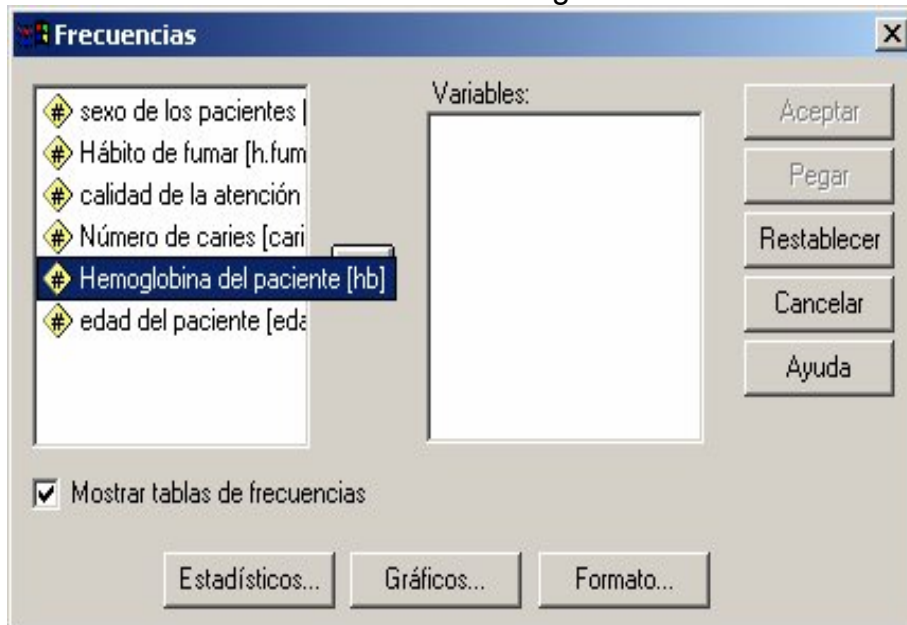 Frecuencias
# sexo de los pacientes [
# Hábito de fumar [h.fum
# calidad de la atención
# Número de caries [cari
# Hemoglobina del paciente [hb]
# edad del paciente [eda
Variables:
Aceptar
Pegar
Restablecer
Cancelar
Ayuda
Mostrar tablas de frecuencias
Estadísticos...
Gráficos...
Formato...